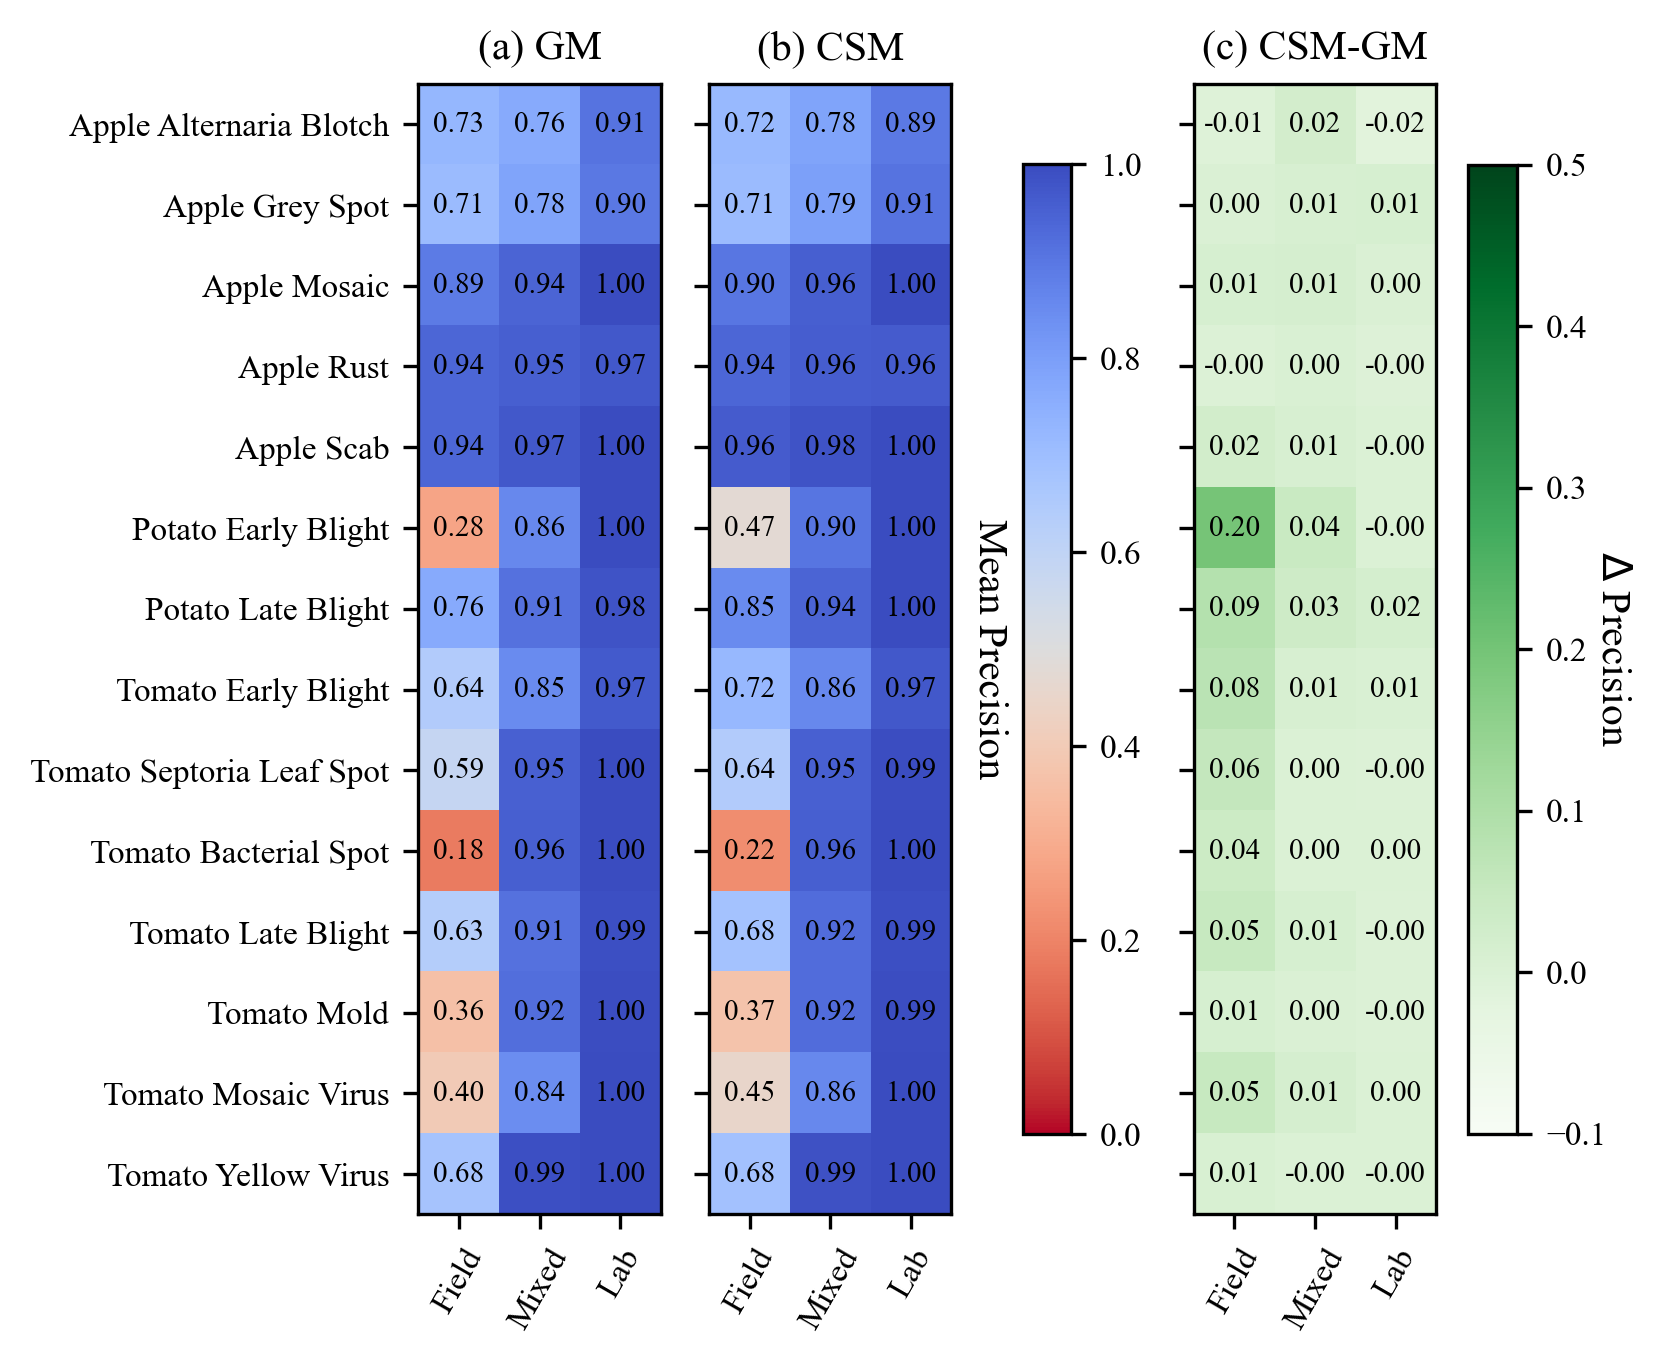 (a) GM (b) CSM (c) CSM-GM
Apple Alternaria Blotch 0.73 0.76 0.91 0.72 0.78 0.89 -0.01 0.02 -0.02
Apple Grey Spot 0.71 0.78 0.90 0.71 0.79 0.91 0.00 0.01 0.01
Apple Mosaic 0.89 0.94 1.00 0.90 0.96 1.00 0.01 0.01 0.00
Apple Rust 0.94 0.95 0.97 0.94 0.96 0.96 -0.00 0.00 -0.00
Apple Scab 0.94 0.97 1.00 0.96 0.98 1.00 0.02 0.01 -0.00
Potato Early Blight 0.28 0.86 1.00 0.47 0.90 1.00 0.20 0.04 -0.00
Potato Late Blight 0.76 0.91 0.98 0.85 0.94 1.00 0.09 0.03 0.02
Tomato Early Blight 0.64 0.85 0.97 0.72 0.86 0.97 0.08 0.01 0.01
Tomato Septoria Leaf Spot 0.59 0.95 1.00 0.64 0.95 0.99 0.06 0.00 -0.00
Tomato Bacterial Spot 0.18 0.96 1.00 0.22 0.96 1.00 0.04 0.00 0.00
Tomato Late Blight 0.63 0.91 0.99 0.68 0.92 0.99 0.05 0.01 -0.00
Tomato Mold 0.36 0.92 1.00 0.37 0.92 0.99 0.01 0.00 -0.00
Tomato Mosaic Virus 0.40 0.84 1.00 0.45 0.86 1.00 0.05 0.01 0.00
Tomato Yellow Virus 0.68 0.99 1.00 0.68 0.99 1.00 0.01 -0.00 -0.00
Field Mixed Lab Field Mixed Lab Field Mixed Lab
1.0
0.8
0.6
0.4
0.2
0.0
Mean Precision
0.5
0.4
0.3
0.2
0.1
0.0
−0.1
Δ Precision